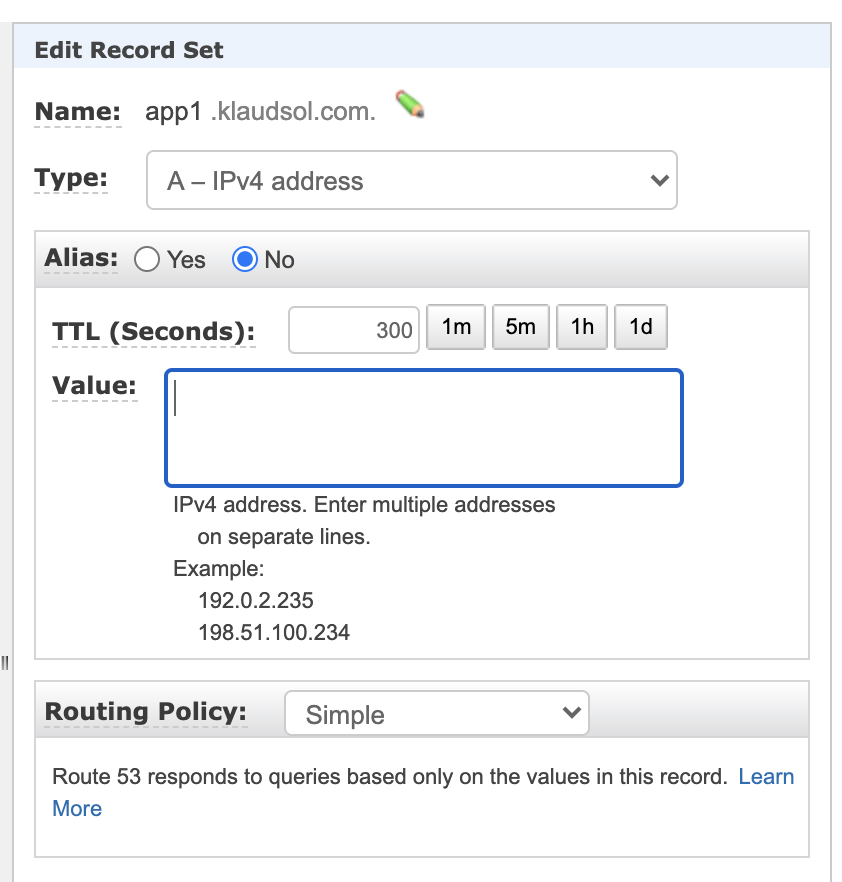 Edit Record Set
Name: app1 .klaudsol.com.
Type: A – IPv4 address
Alias: Yes No
TTL (Seconds): 300 1m 5m 1h 1d
Value:
IPv4 address. Enter multiple addresses
on separate lines.
Example:
192.0.2.235
198.51.100.234
Routing Policy: Simple
Route 53 responds to queries based only on the values in this record. Learn
More